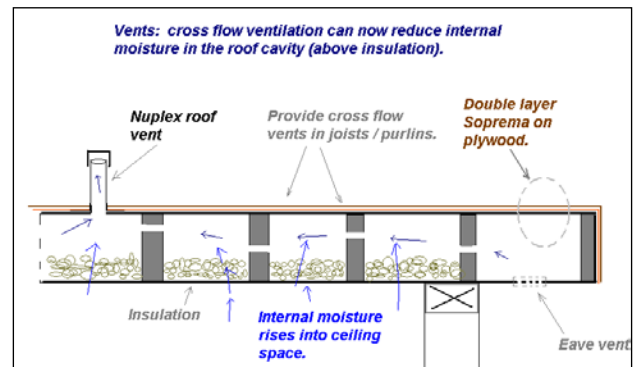 Vents: cross flow ventilation can now reduce internal
moisture in the roof cavity (above insulation).
Nuplex roof
vent
Provide cross flow
vents in joists / purlins.
Double layer
Soprema on
plywood.
Insulation
Internal moisture
rises into ceiling
space.
Eave vent